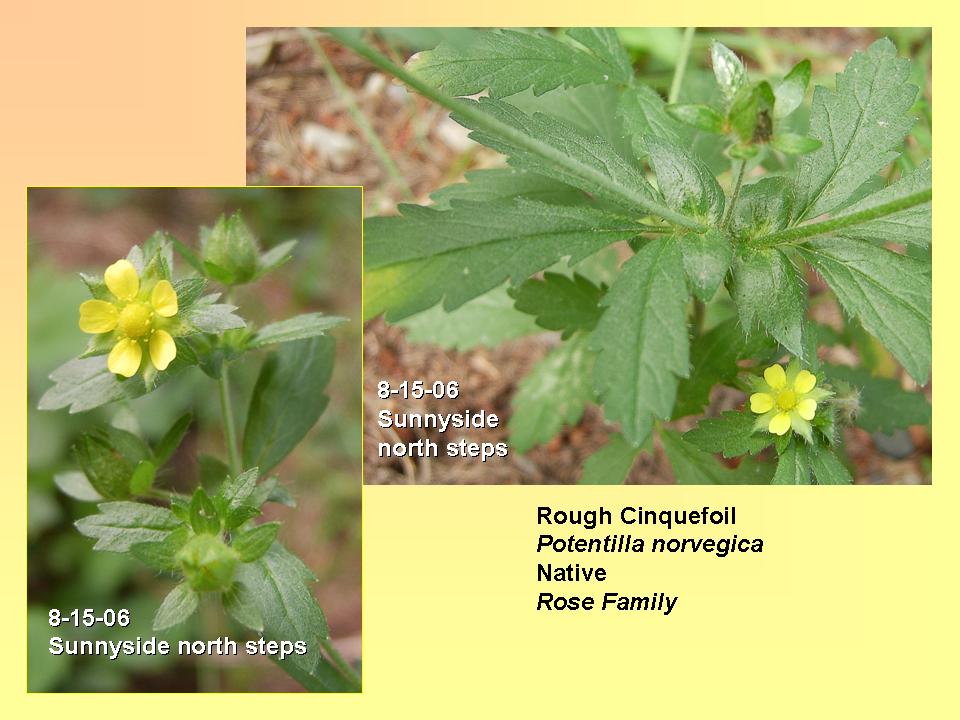 8-15-06
Sunnyside
north steps
8-15-06
Sunnyside north steps
Rough Cinquefoil
Potentilla norvegica
Native
Rose Family